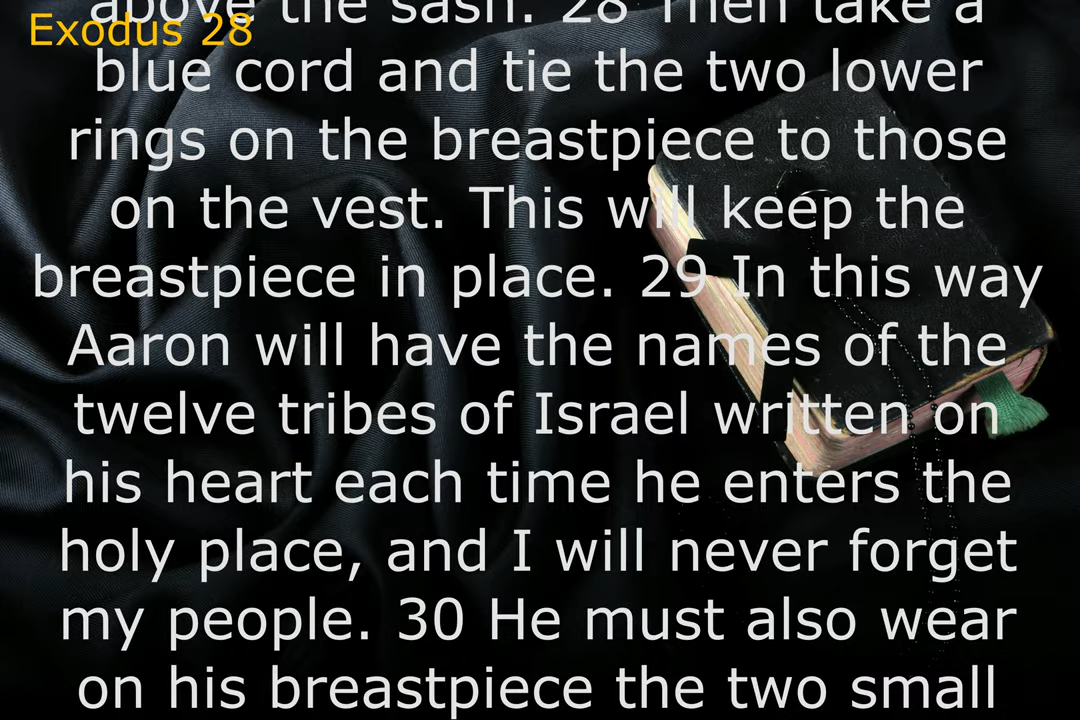 above the sash. 28 Then take a
Exodus 28
blue cord and tie the two lower
rings on the breastpiece to those
on the vest. This will keep the
breastpiece in place. 29 In this way
Aaron will have the names of the
twelve tribes of Israel written on
his heart each time he enters the
holy place, and I will never forget
my people. 30 He must also wear
on his breastpiece the two small